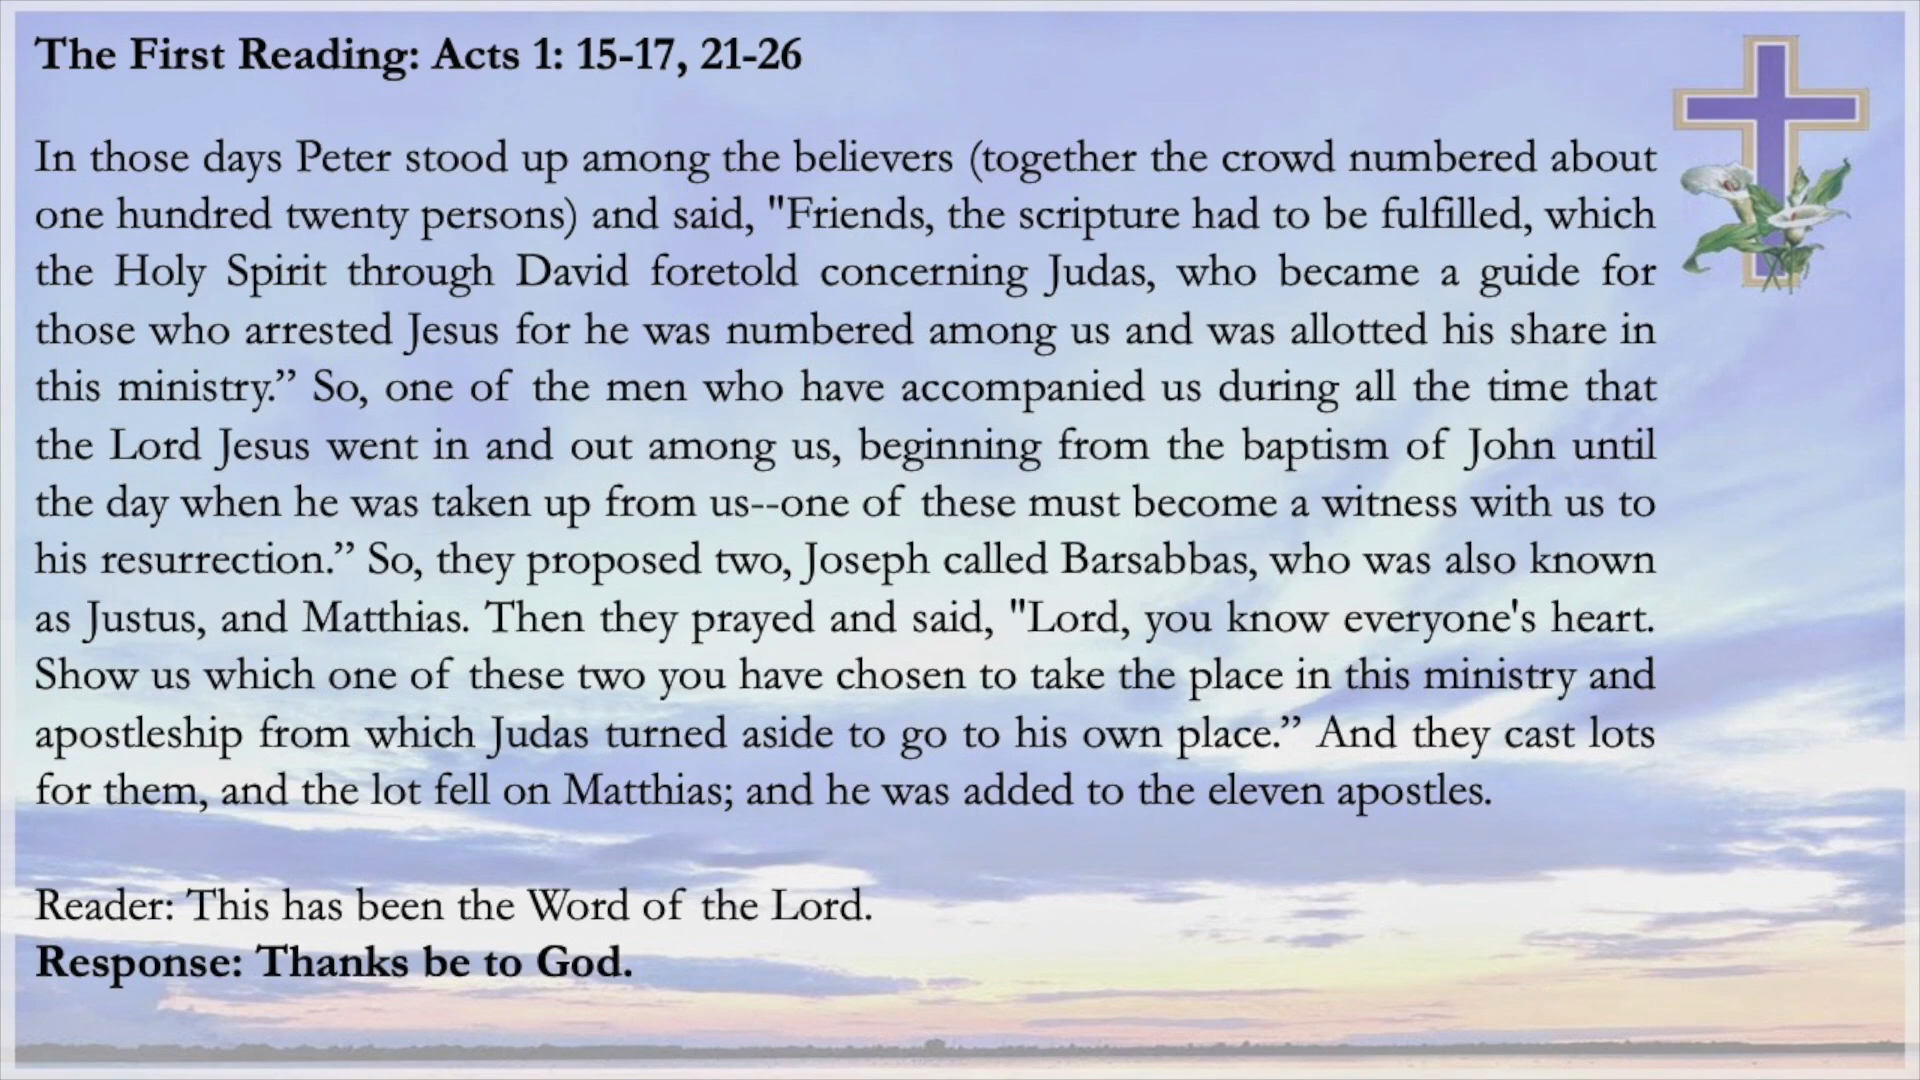 The First Reading: Acts 1: 15-17, 21-26
In those days Peter stood up among the believers (together the crowd numbered about
one hundred twenty persons) and said, "Friends, the scripture had to be fulfilled, which
the Holy Spirit through David foretold concerning Judas, who became a guide for
those who arrested Jesus for he was numbered among us and was allotted his share in
this ministry.” So, one of the men who have accompanied us during all the time that
the Lord Jesus went in and out among us, beginning from the baptism of John until
the day when he was taken up from us--one of these must become a witness with us to
his resurrection.” So, they proposed two, Joseph called Barsabbas, who was also known
as Justus, and Matthias. Then they prayed and said, "Lord, you know everyone's heart.
Show us which one of these two you have chosen to take the place in this ministry and
apostleship from which Judas turned aside to go to his own place.” And they cast lots
for them, and the lot fell on Matthias; and he was added to the eleven apostles.
Reader: This has been the Word of the Lord.
Response: Thanks be to God.